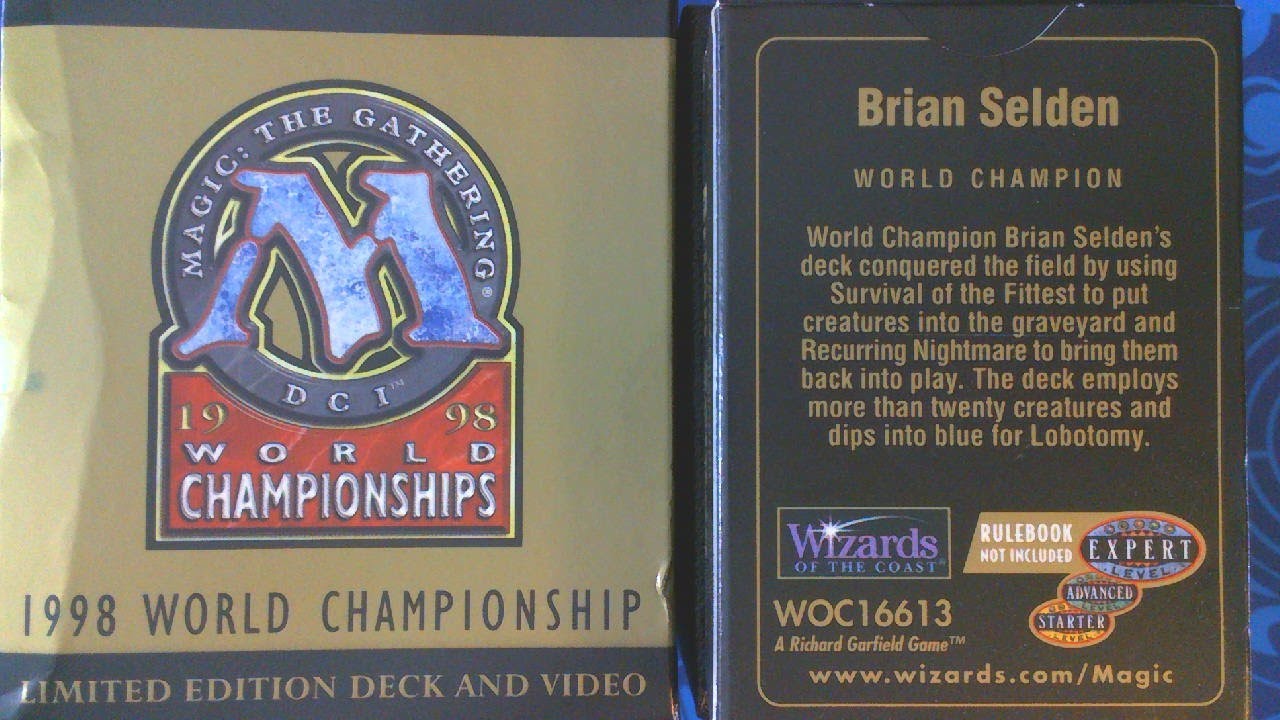 MAGIC: THE GATHERING®
DCI™
1998
WORLD
CHAMPIONSHIPS
1998 WORLD CHAMPIONSHIP
LIMITED EDITION DECK AND VIDEO
Brian Selden
WORLD CHAMPION
World Champion Brian Selden's
deck conquered the field by using
Survival of the Fittest to put
creatures into the graveyard and
Recurring Nightmare to bring them
back into play. The deck employs
more than twenty creatures and
dips into blue for Lobotomy.
Wizards
OF THE COAST®
RULEBOOK
NOT INCLUDED
EXPERT
LEVEL
ADVANCED
LEVEL
STARTER
LEVEL
WOC16613
A Richard Garfield Game™
www.wizards.com/Magic